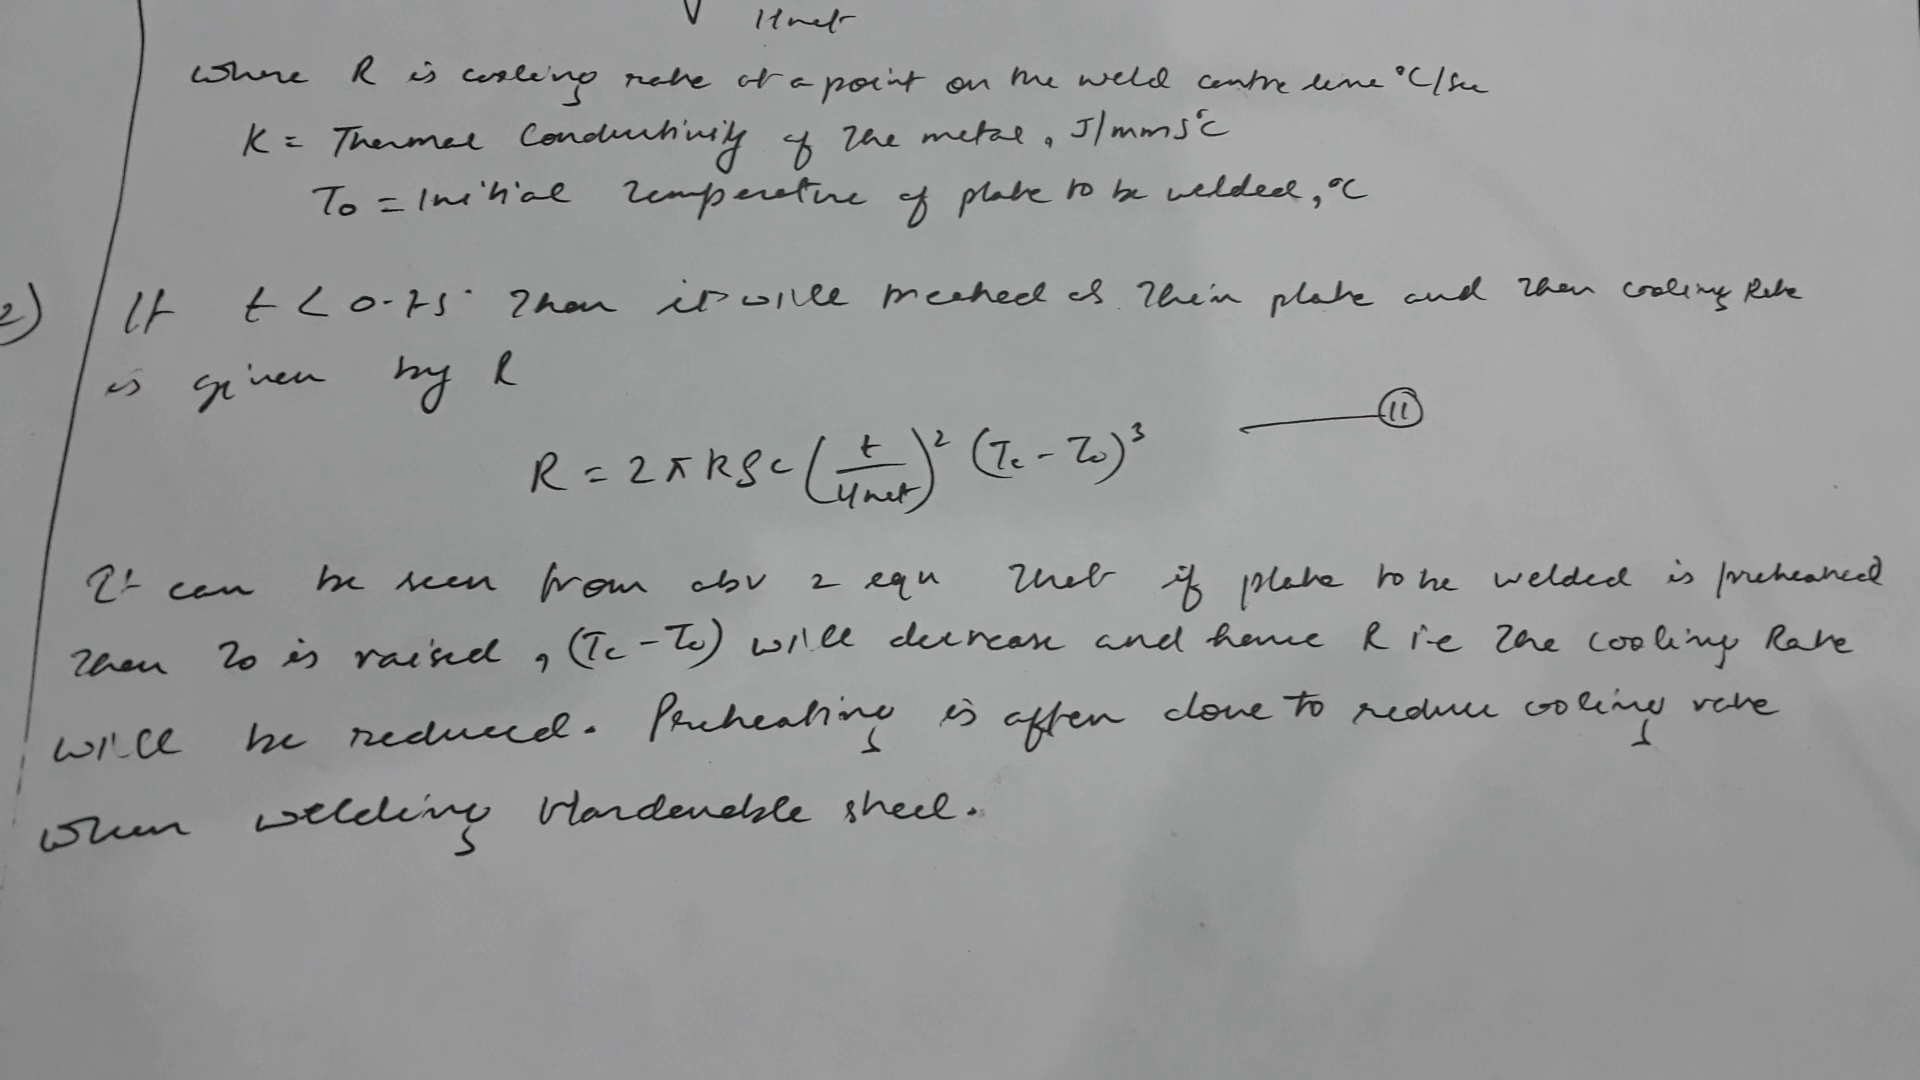 √ Hnet
where R is cooling rate at a point on the weld centre line °C/sec
K = Thermal Conductivity of the metal, J/mms°C
To = Initial temperature of plate to be welded, °C
2) If t < 0.75 then it will treated as thin plate and then cooling Rate
is given by R
R = 2πkρc (t/Hnet)² (Tc - To)³ —— 11
It can be seen from abv 2 equ that if plate to be welded is preheated
then To is raised, (Tc - To) will decrease and hence R i.e the cooling Rate
will be reduced. Preheating is often done to reduce cooling rate
when welding Hardenable steel.